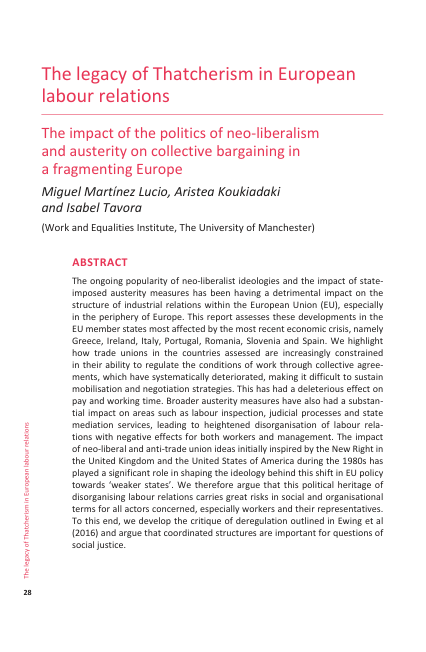 The legacy of Thatcherism in European
labour relations
The impact of the politics of neo-liberalism
and austerity on collective bargaining in
a fragmenting Europe
Miguel Martínez Lucio, Aristea Koukiadaki
and Isabel Tavora
(Work and Equalities Institute, The University of Manchester)
ABSTRACT
The ongoing popularity of neo-liberalist ideologies and the impact of state-
imposed austerity measures has been having a detrimental impact on the
structure of industrial relations within the European Union (EU), especially
in the periphery of Europe. This report assesses these developments in the
EU member states most affected by the most recent economic crisis, namely
Greece, Ireland, Italy, Portugal, Romania, Slovenia and Spain. We highlight
how trade unions in the countries assessed are increasingly constrained
in their ability to regulate the conditions of work through collective agree-
ments, which have systematically deteriorated, making it difficult to sustain
mobilisation and negotiation strategies. This has had a deleterious effect on
pay and working time. Broader austerity measures have also had a substan-
tial impact on areas such as labour inspection, judicial processes and state
mediation services, leading to heightened disorganisation of labour rela-
tions with negative effects for both workers and management. The impact
of neo-liberal and anti-trade union ideas initially inspired by the New Right in
the United Kingdom and the United States of America during the 1980s has
played a significant role in shaping the ideology behind this shift in EU policy
towards ‘weaker states’. We therefore argue that this political heritage of
disorganising labour relations carries great risks in social and organisational
terms for all actors concerned, especially workers and their representatives.
To this end, we develop the critique of deregulation outlined in Ewing et al
(2016) and argue that coordinated structures are important for questions of
social justice.
The legacy of Thatcherism in European labour relations
28